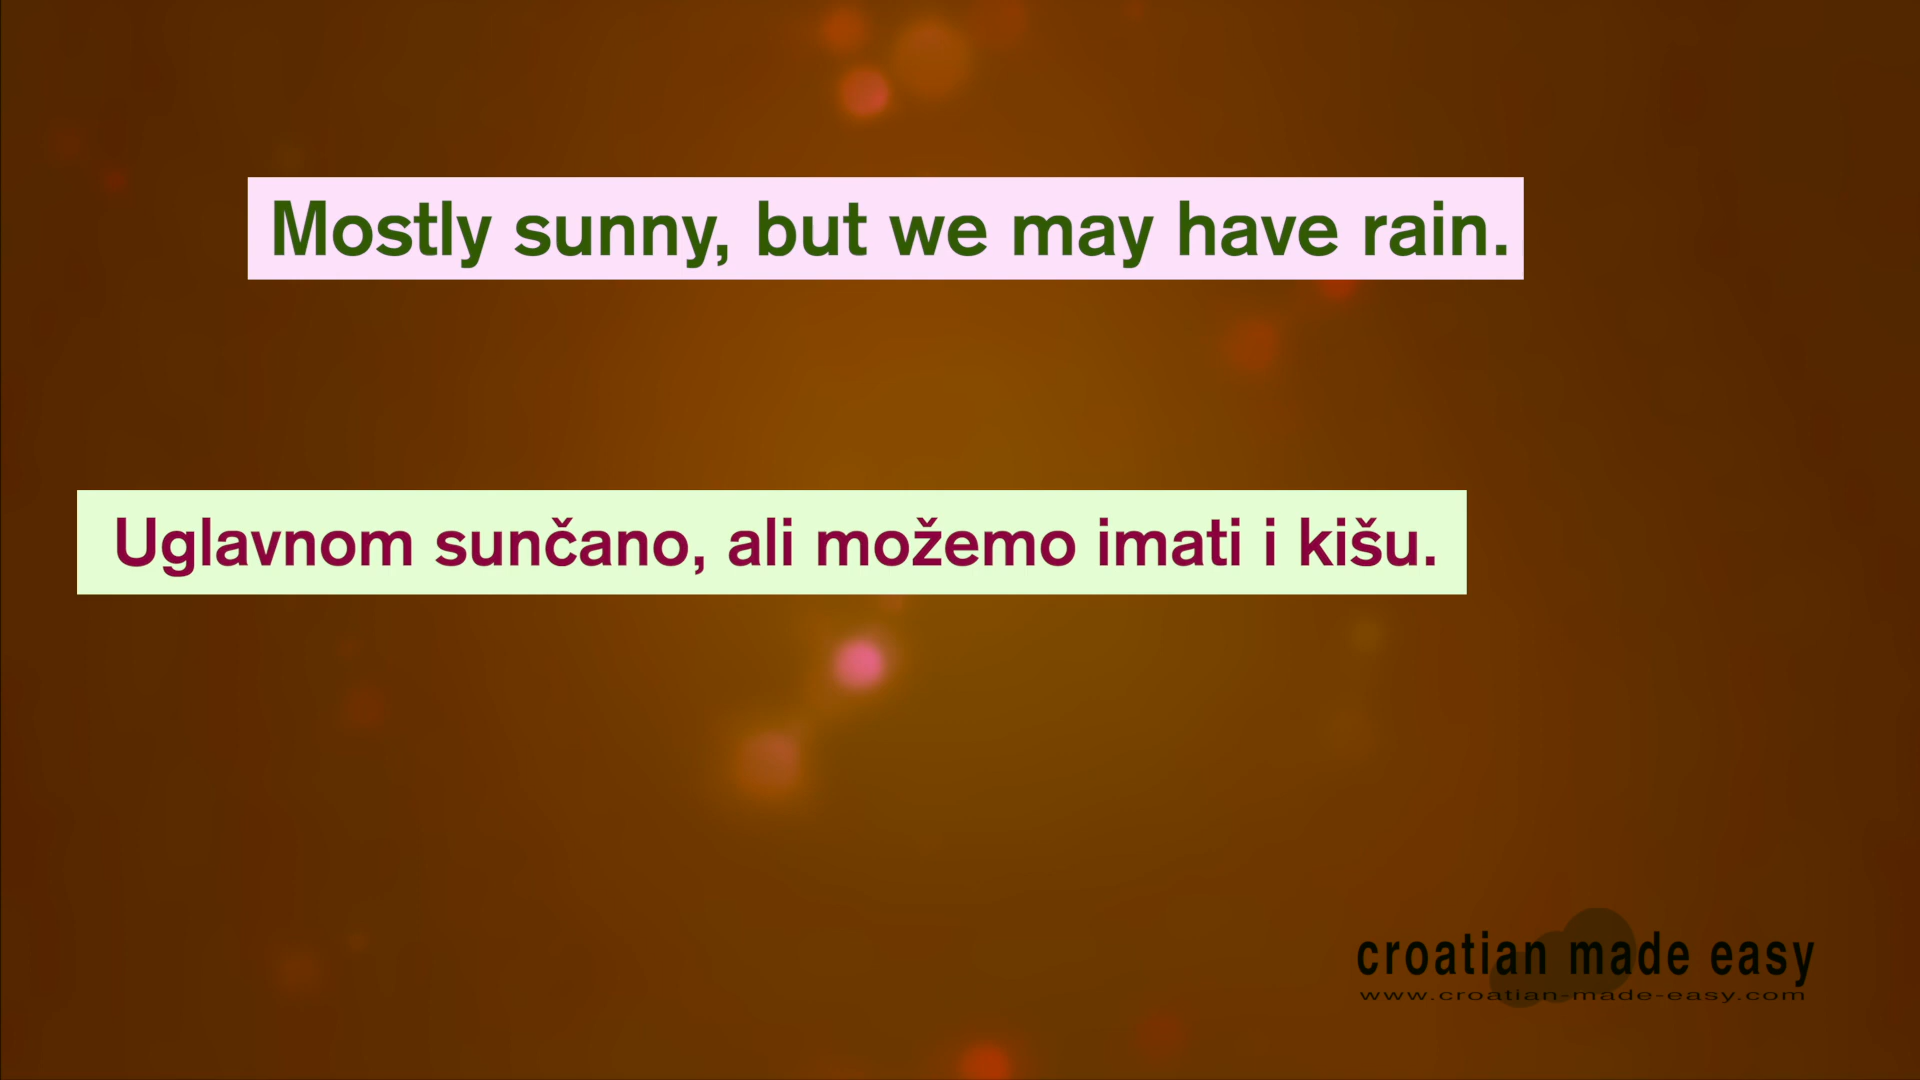 Mostly sunny, but we may have rain.
Uglavnom sunčano, ali možemo imati i kišu.
croatian made easy
www.croatian-made-easy.com